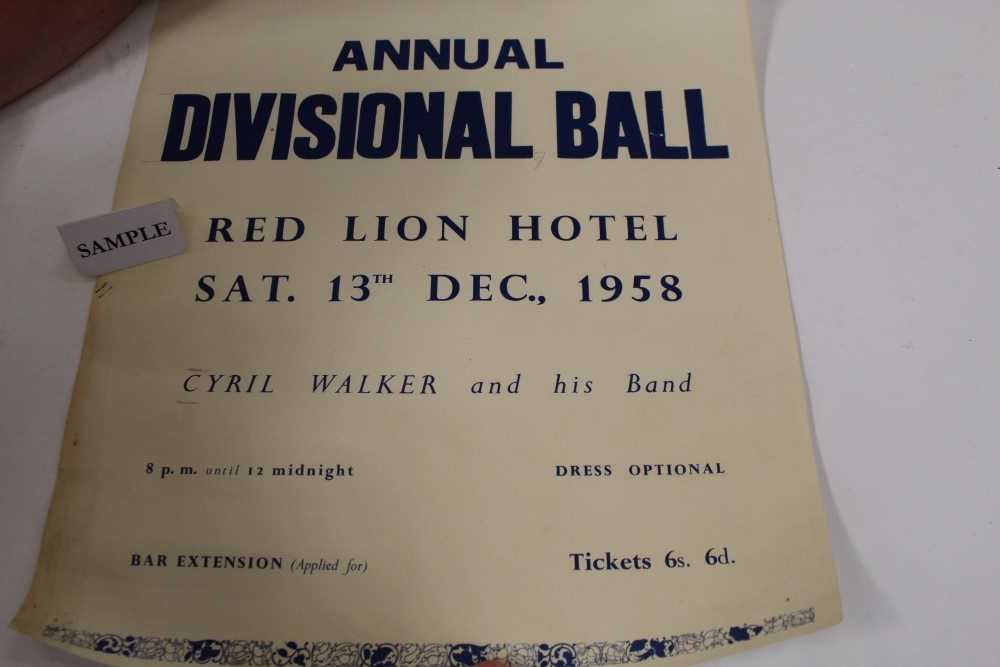 ANNUAL
DIVISIONAL BALL
RED LION HOTEL
SAMPLE
SAT. 13TH DEC., 1958
CYRIL WALKER and his Band
8 p.m. until 12 midnight
DRESS OPTIONAL
BAR EXTENSION (Applied for)
Tickets 6s. 6d.